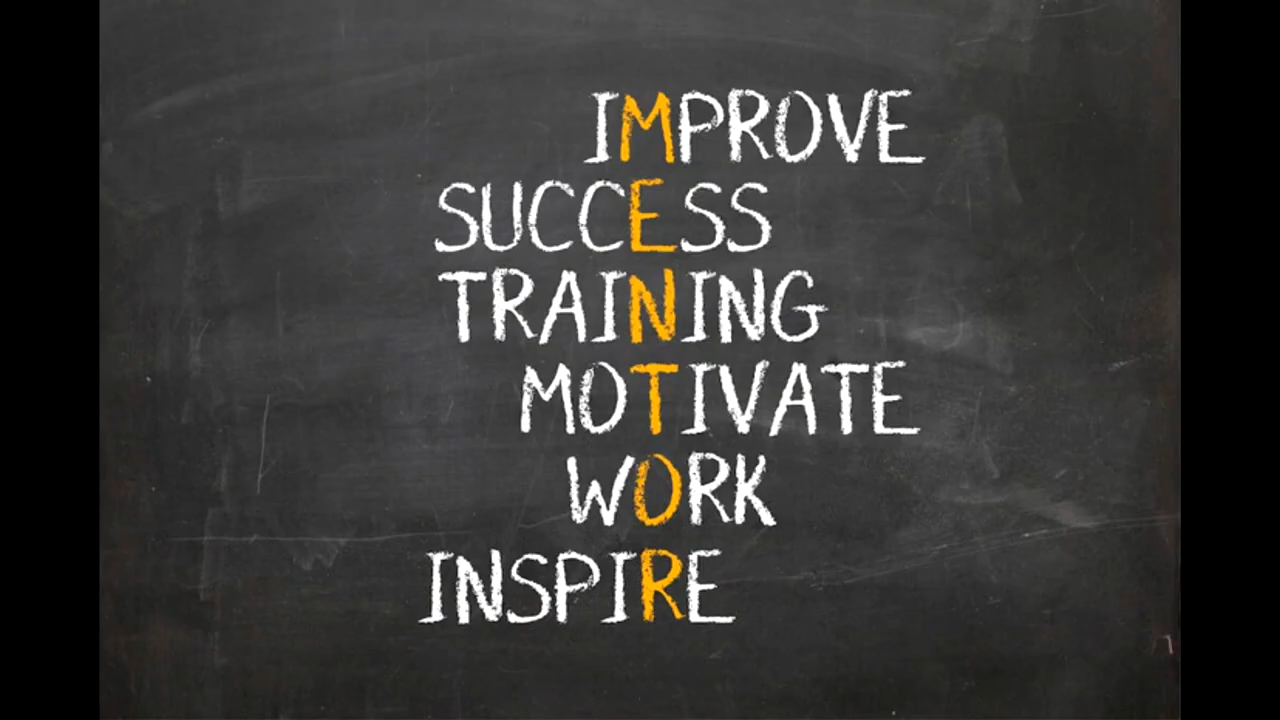 IMPROVE
SUCCESS
TRAINING
MOTIVATE
WORK
INSPIRE